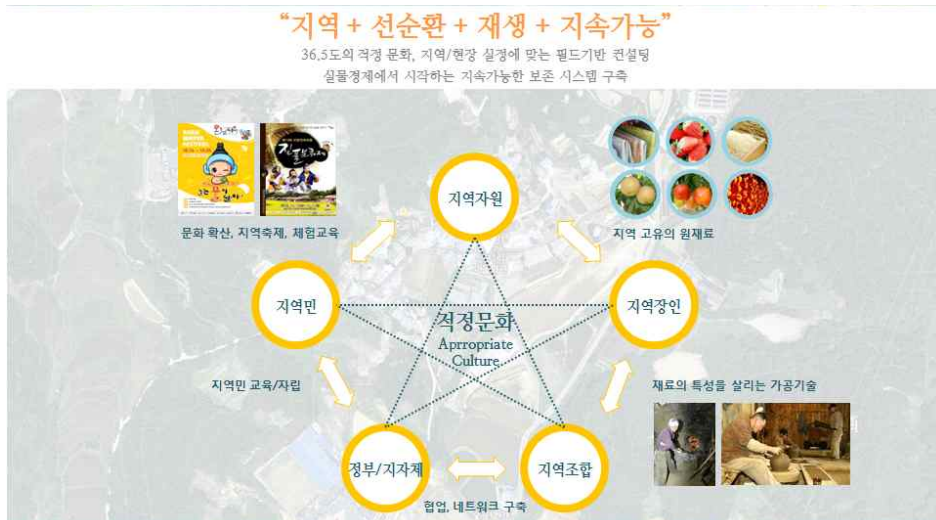 “지역 + 선순환 + 재생 + 지속가능”
36.5도의 적정 문화, 지역/현장 실정에 맞는 필드기반 컨설팅
실물경제에서 시작하는 지속가능한 보존 시스템 구축
지역자원
문화 확산, 지역축제, 체험교육
지역 고유의 원재료
지역민
지역장인
적정문화
Aprropriate
Culture
지역민 교육/자립
재료의 특성을 살리는 가공기술
정부/지자체
지역조합
협업, 네트워크 구축